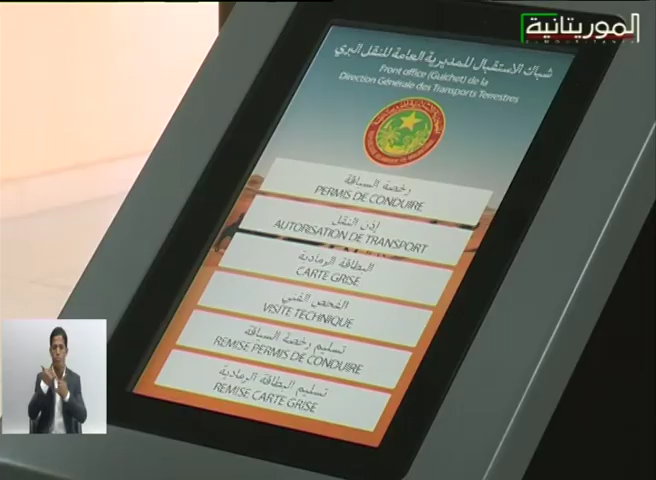 الموريتانية
ELMOURITANIYA
شباك الاستقبال للمديرية العامة للنقل البري
Front office (Guichet) de la
Direction Générale des Transports Terrestres
رخصة السياقة
PERMIS DE CONDUIRE
إذن النقل
AUTORISATION DE TRANSPORT
البطاقة الرمادية
CARTE GRISE
الفحص الفني
VISITE TECHNIQUE
تسليم رخصة السياقة
REMISE PERMIS DE CONDUIRE
تسليم البطاقة الرمادية
REMISE CARTE GRISE